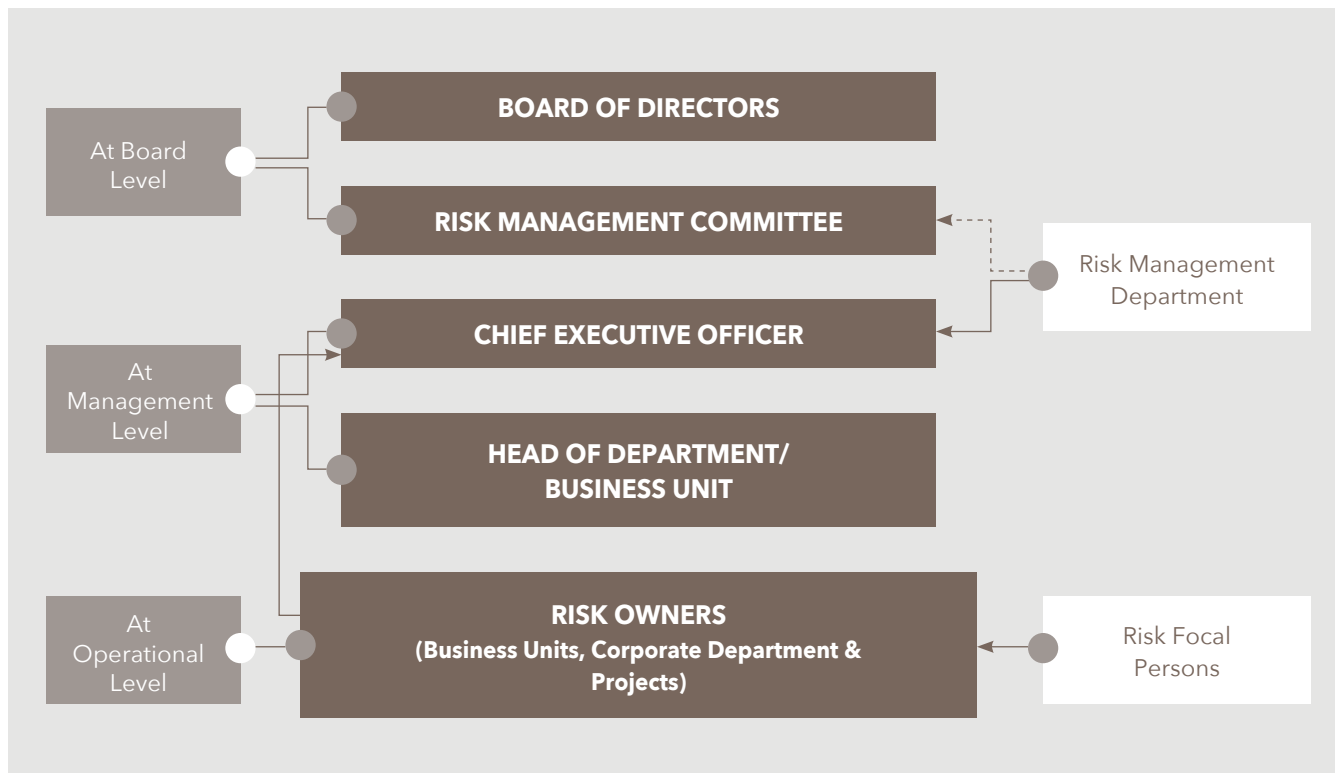 BOARD OF DIRECTORS
At Board
Level
RISK MANAGEMENT COMMITTEE
Risk Management
Department
CHIEF EXECUTIVE OFFICER
At
Management
Level
HEAD OF DEPARTMENT/
BUSINESS UNIT
At
Operational
Level
RISK OWNERS
(Business Units, Corporate Department &
Projects)
Risk Focal
Persons